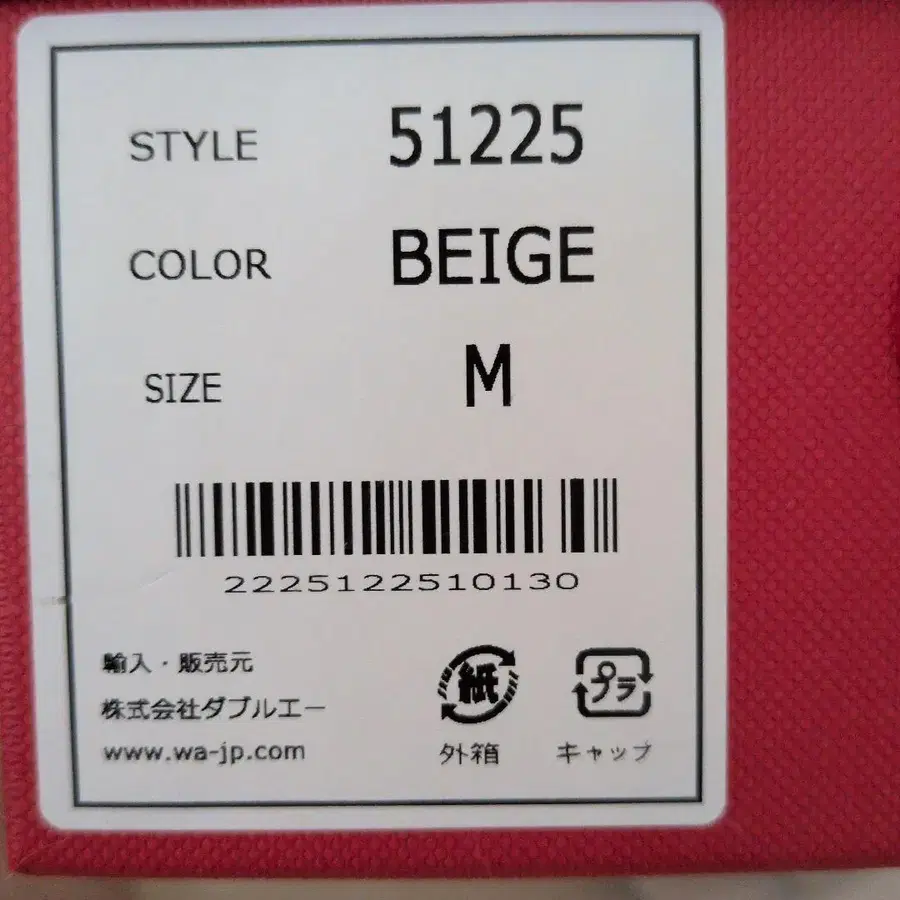 STYLE 51225
COLOR BEIGE
SIZE M
2225122510130
輸入・販売元
株式会社ダブルエー
www.wa-jp.com
紙
外箱
プラ
キャップ